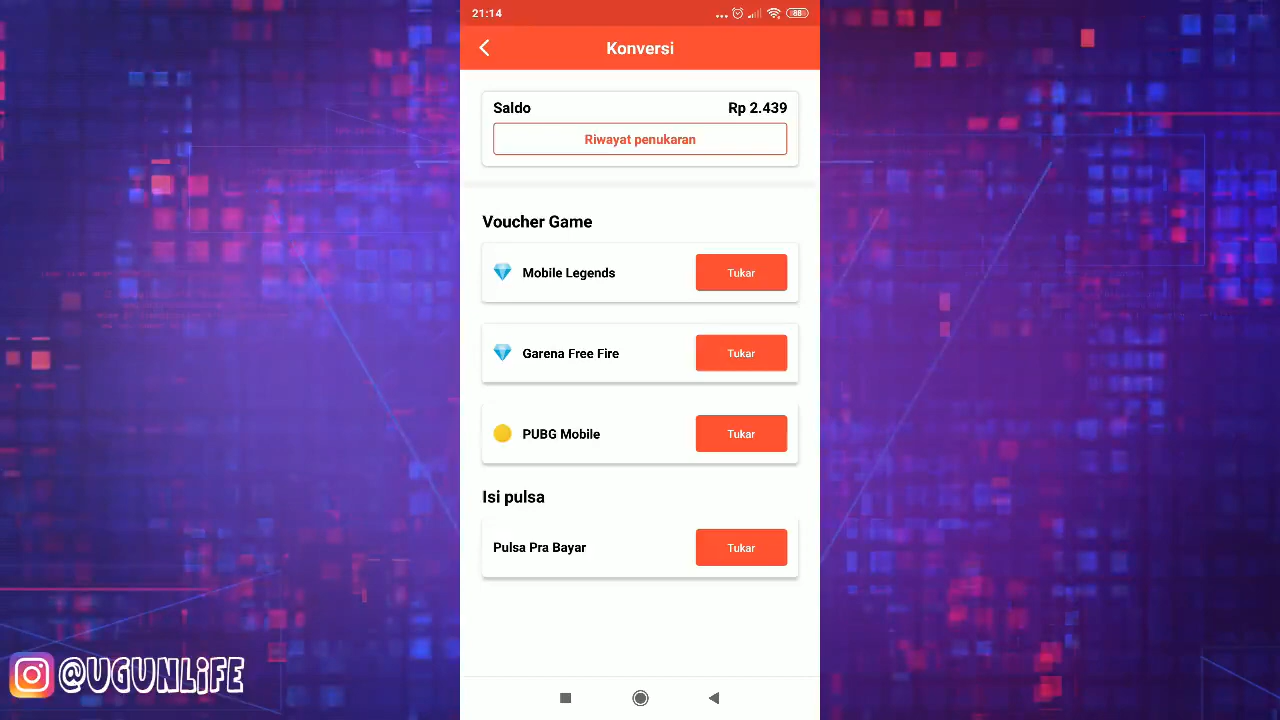 21:14
88
Konversi
Saldo
Rp 2.439
Riwayat penukaran
Voucher Game
Mobile Legends
Tukar
Garena Free Fire
Tukar
PUBG Mobile
Tukar
Isi pulsa
Pulsa Pra Bayar
Tukar
@UGUNLiFE